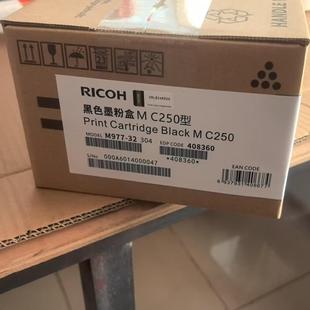 RICOH
黑色墨粉盒 M C250型
Print Cartridge Black M C250
MODEL M977-32 304 EDP CODE 408360
S/No. 000A6014000047
*408360*
EAN CODE
HANDLE